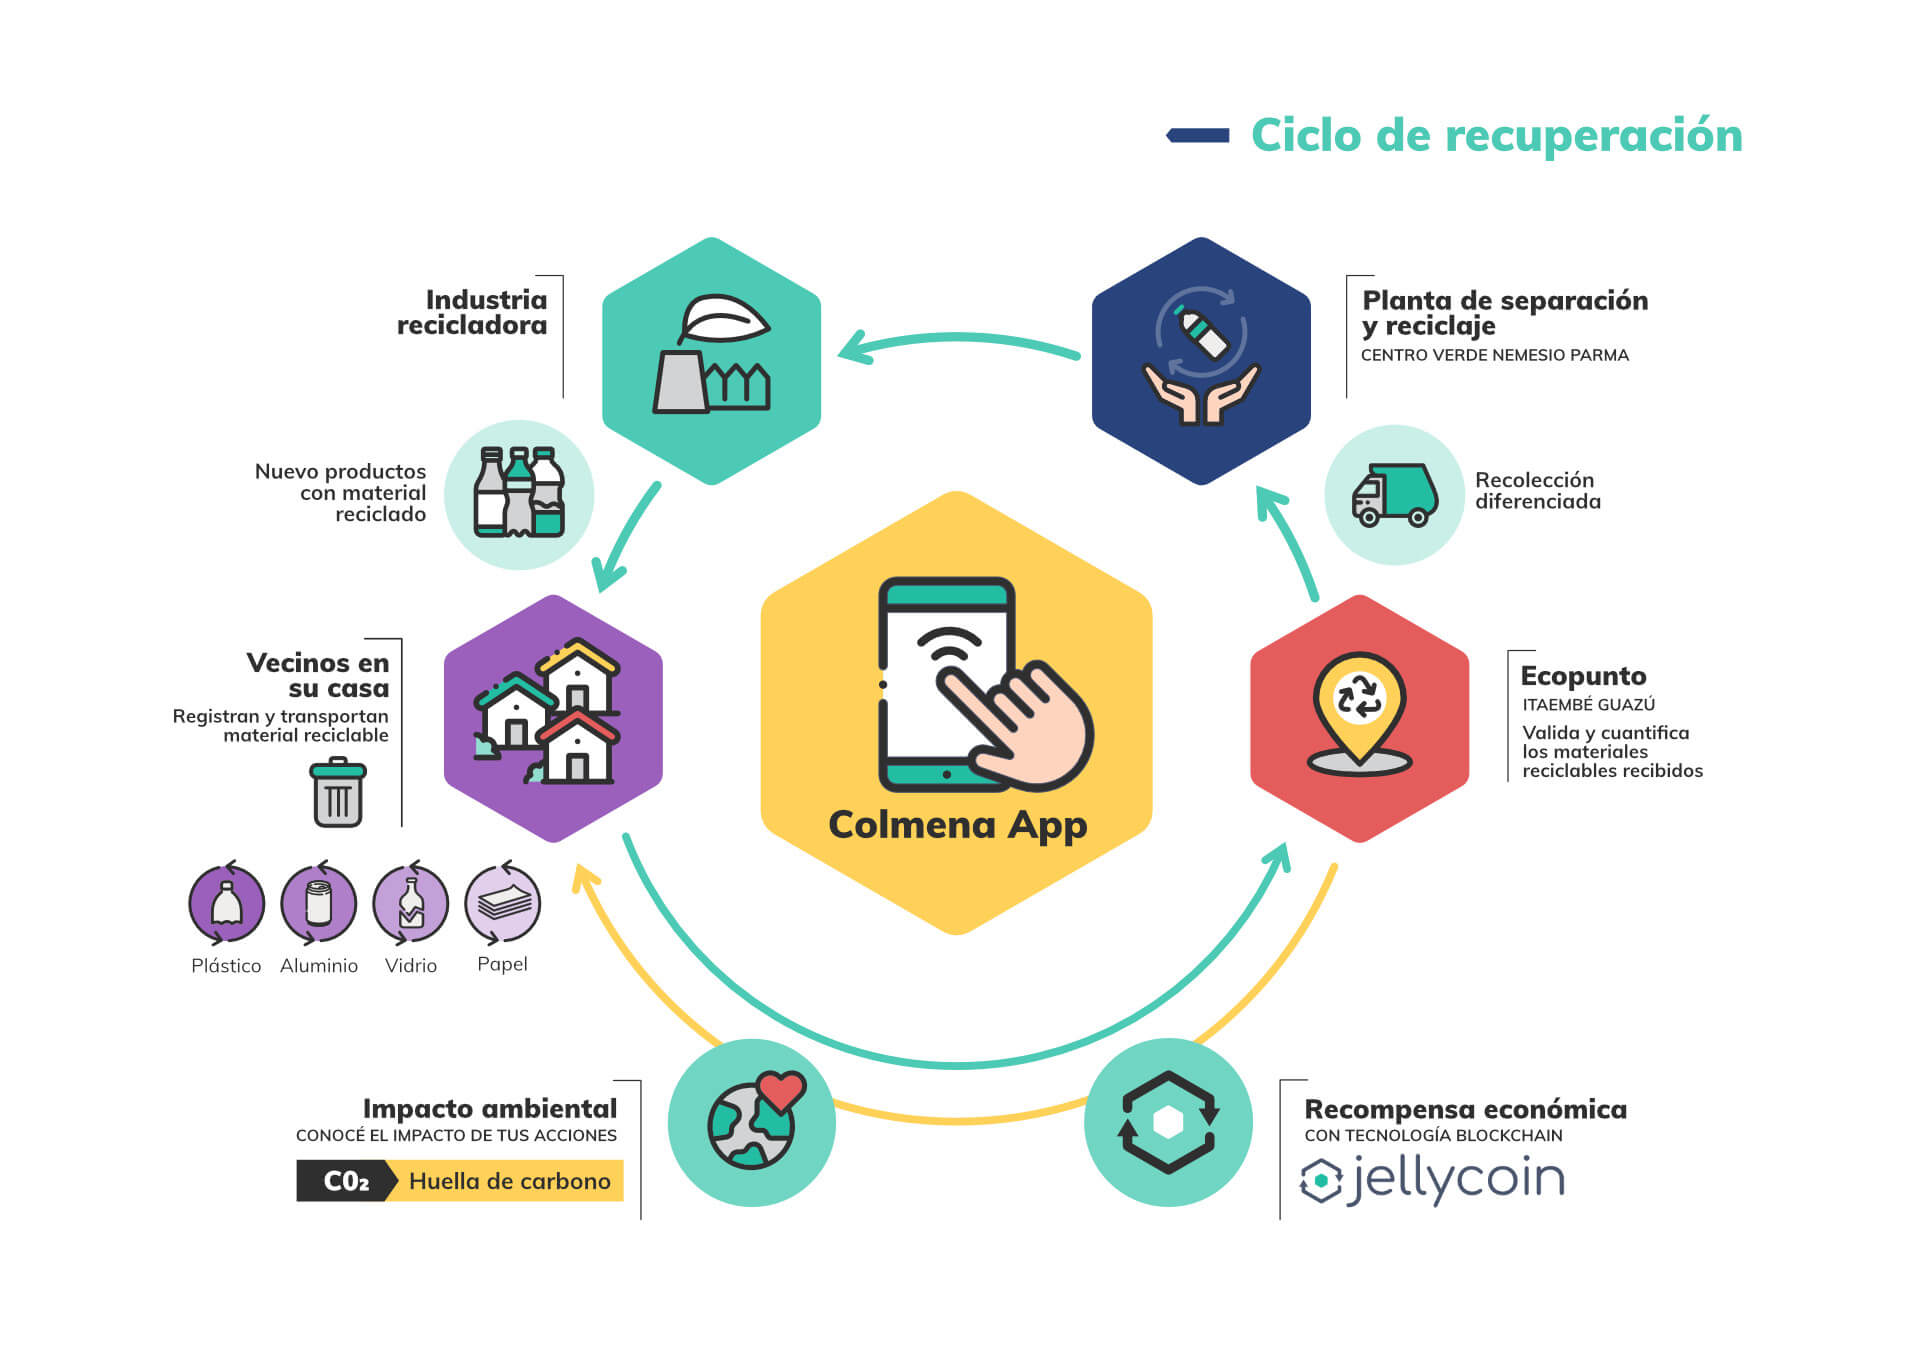 Ciclo de recuperación
Industria
recicladora
Planta de separación
y reciclaje
CENTRO VERDE NEMESIO PARMA
Nuevo productos
con material
reciclado
Recolección
diferenciada
Vecinos en
su casa
Registran y transportan
material reciclable
Colmena App
Ecopunto
ITAEMBÉ GUAZÚ
Valida y cuantifica
los materiales
reciclables recibidos
Plástico
Aluminio
Vidrio
Papel
Impacto ambiental
CONOCÉ EL IMPACTO DE TUS ACCIONES
C0₂ Huella de carbono
Recompensa económica
CON TECNOLOGÍA BLOCKCHAIN
jellycoin